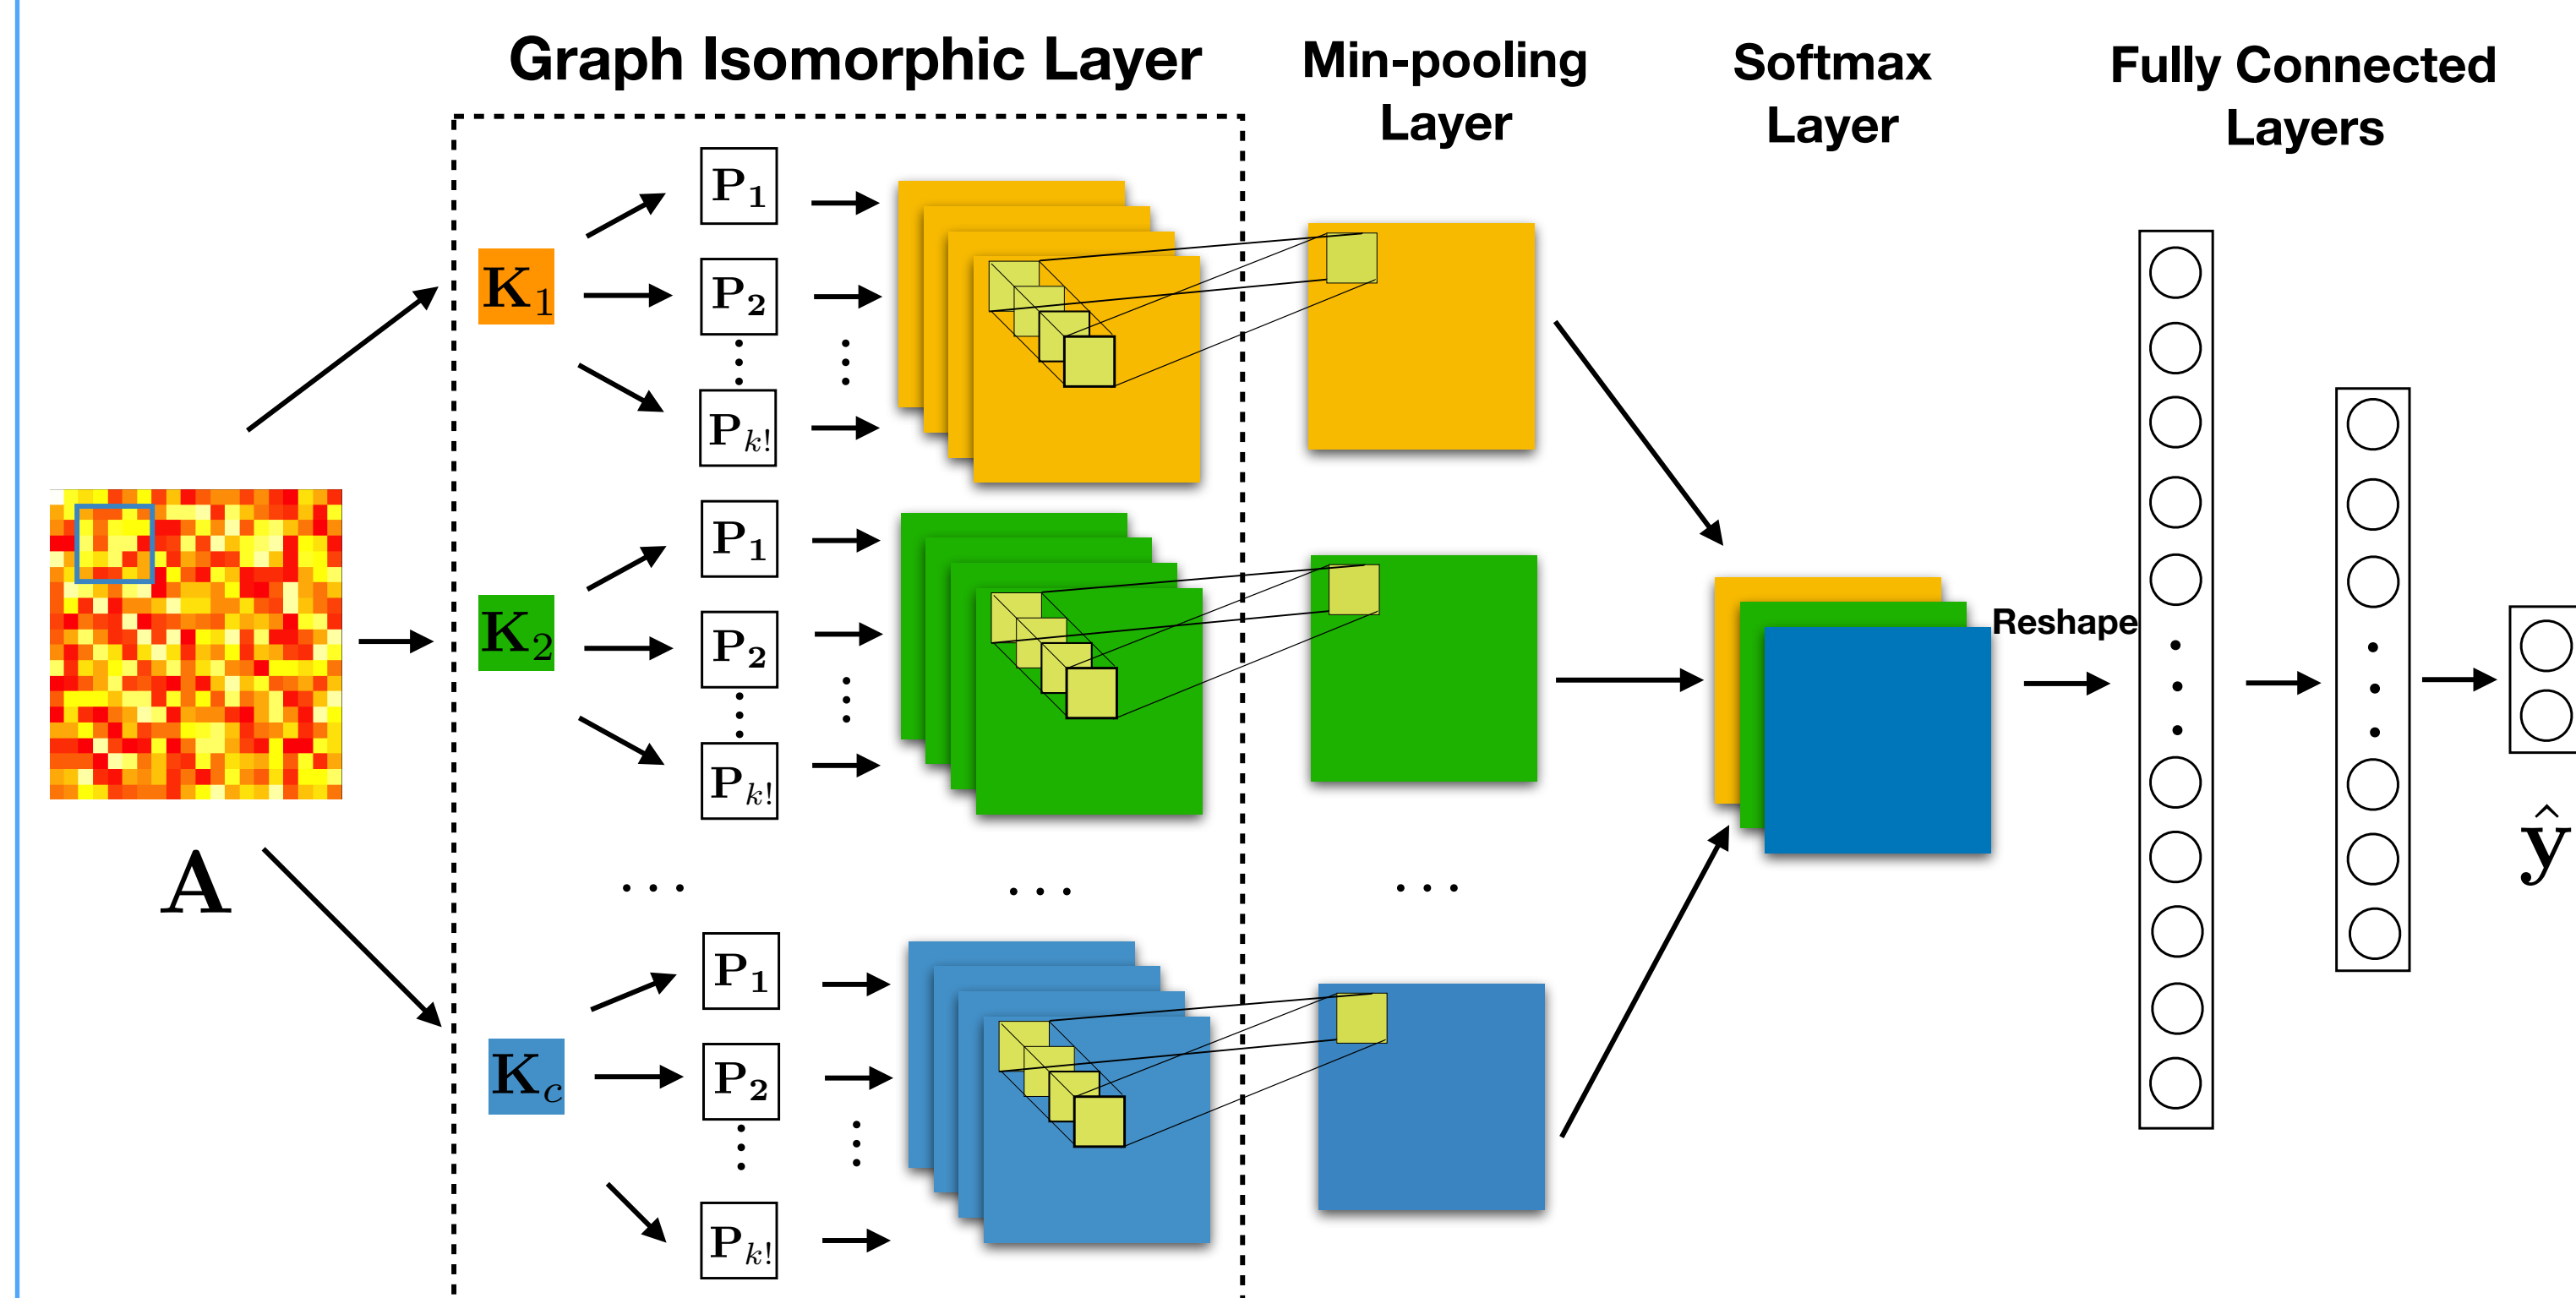 Graph Isomorphic Layer
Min-pooling
Layer
Softmax
Layer
Fully Connected
Layers
K₁
P₁
P₂
Pₖ!
K₂
P₁
P₂
Pₖ!
A
K_c
P₁
P₂
Pₖ!
Reshape
ŷ